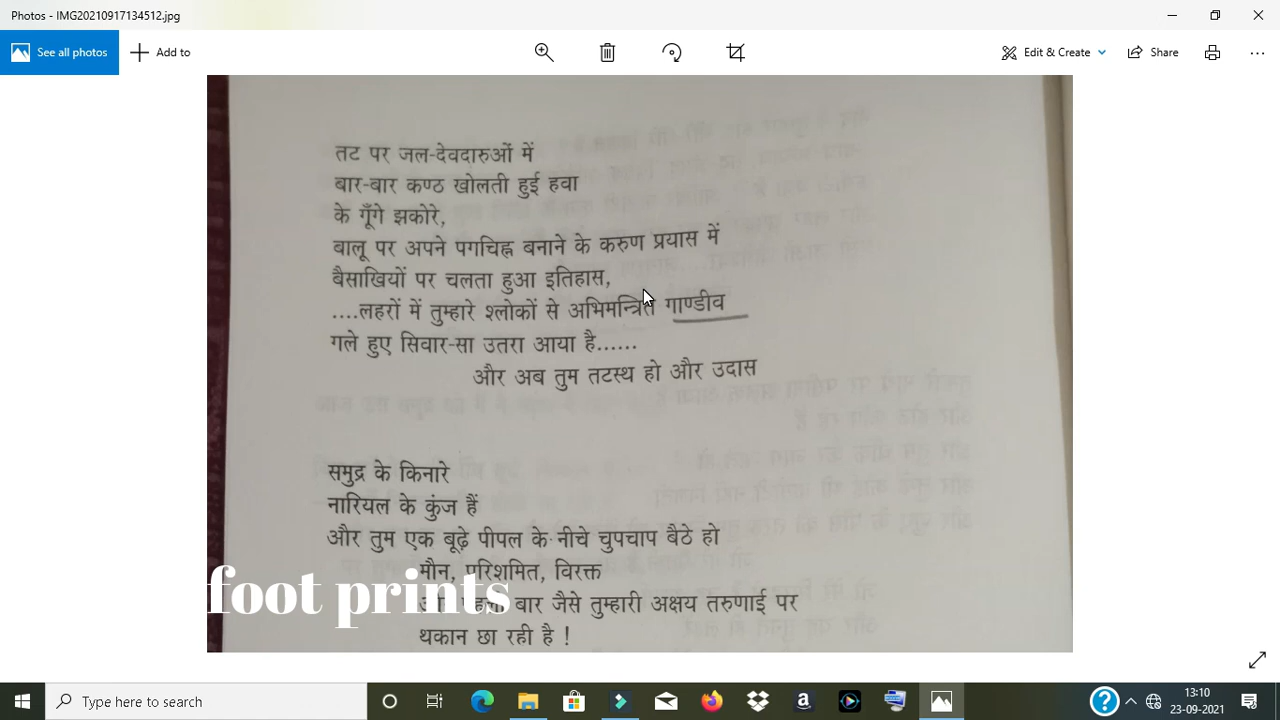 Photos - IMG20210917134512.jpg
See all photos
Add to
Edit & Create
Share
तट पर जल-देवदारुओं में
बार-बार कण्ठ खोलती हुई हवा
के गूँगे झकोरे,
बालू पर अपने पगचिह्न बनाने के करुण प्रयास में
बैसाखियों पर चलता हुआ इतिहास,
....लहरों में तुम्हारे श्लोकों से अभिमन्त्रित गाण्डीव
गले हुए सिवार-सा उतरा आया है......
और अब तुम तटस्थ हो और उदास
समुद्र के किनारे
नारियल के कुंज हैं
और तुम एक बूढ़े पीपल के नीचे चुपचाप बैठे हो
मौन, परिशमित, विरक्त
foot prints
बार जैसे तुम्हारी अक्षय तरुणाई पर
थकान छा रही है !
Type here to search
13:10
23-09-2021